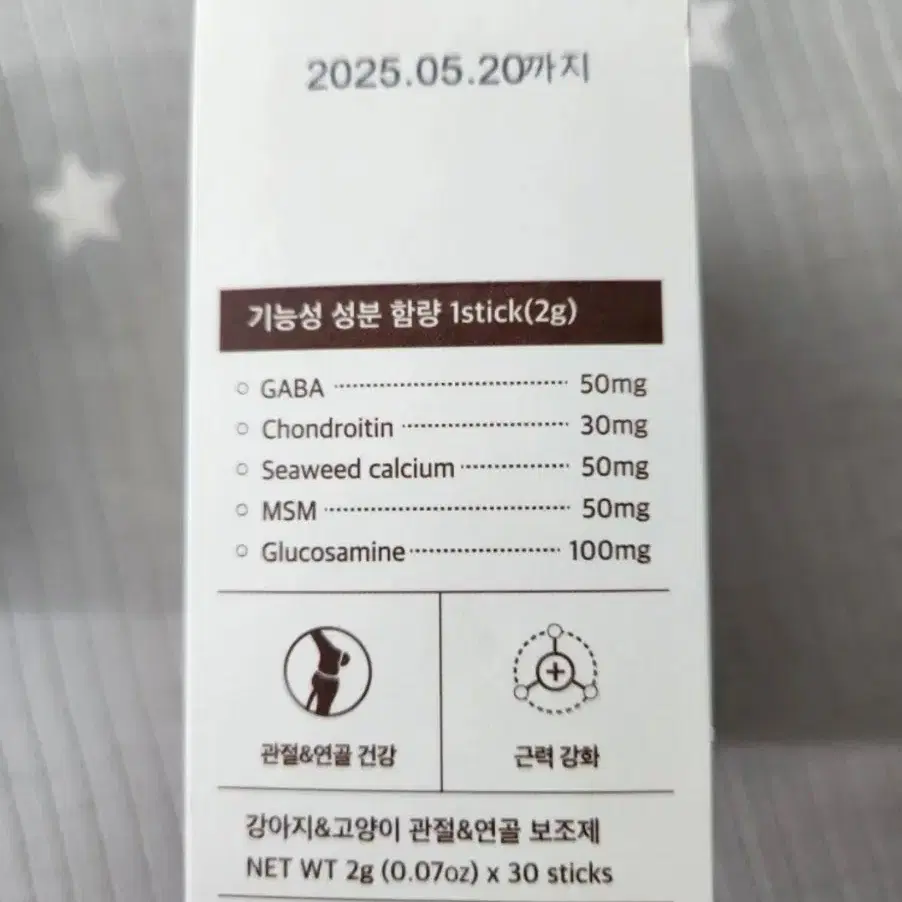 2025.05.20까지
기능성 성분 함량 1stick(2g)
GABA 50mg
Chondroitin 30mg
Seaweed calcium 50mg
MSM 50mg
Glucosamine 100mg
관절&연골 건강
근력 강화
강아지&고양이 관절&연골 보조제
NET WT 2g (0.07oz) x 30 sticks